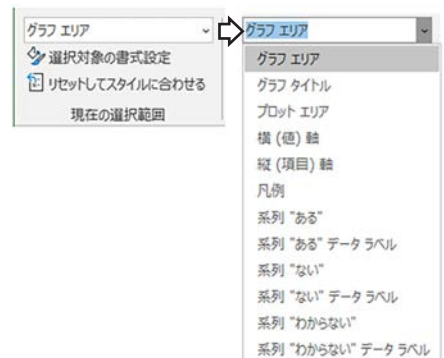 グラフ エリア
選択対象の書式設定
リセットしてスタイルに合わせる
現在の選択範囲
グラフ エリア
グラフ エリア
グラフ タイトル
プロット エリア
横 (値) 軸
縦 (項目) 軸
凡例
系列 "ある"
系列 "ある" データ ラベル
系列 "ない"
系列 "ない" データ ラベル
系列 "わからない"
系列 "わからない" データ ラベル